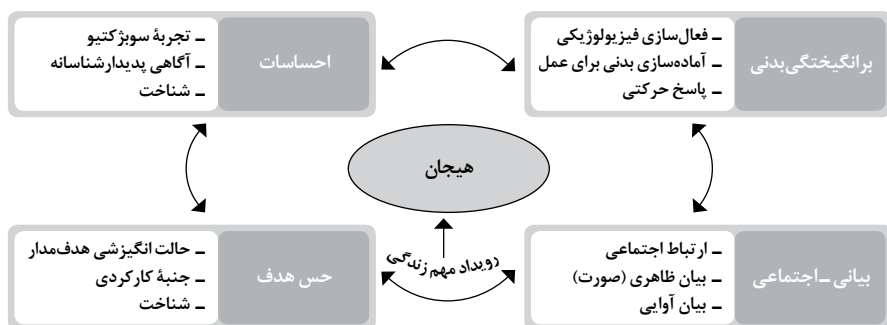 برانگیختگی‌بدنی
ـ فعال‌سازی فیزیولوژیکی
ـ آماده‌سازی بدنی برای عمل
ـ پاسخ حرکتی
احساسات
ـ تجربهٔ سوبژکتیو
ـ آگاهی پدیدارشناسانه
ـ شناخت
هیجان
رویداد مهم زندگی
بیانی ـ اجتماعی
ـ ارتباط اجتماعی
ـ بیان ظاهری (صورت)
ـ بیان آوایی
حس هدف
ـ حالت انگیزشی هدف‌مدار
ـ جنبهٔ کارکردی
ـ شناخت